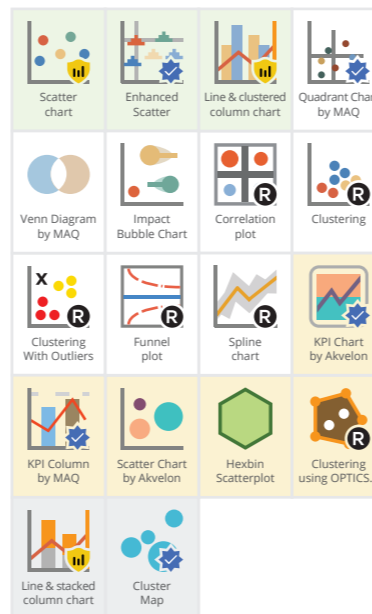 Scatter
chart
Enhanced
Scatter
Line & clustered
column chart
Quadrant Char
by MAQ
Venn Diagram
by MAQ
Impact
Bubble Chart
R
Correlation
plot
R
Clustering
X
R
Clustering
With Outliers
R
Funnel
plot
R
Spline
chart
KPI Chart
by Akvelon
KPI Column
by MAQ
Scatter Chart
by Akvelon
Hexbin
Scatterplot
R
Clustering
using OPTICS.
Line & stacked
column chart
Cluster
Map